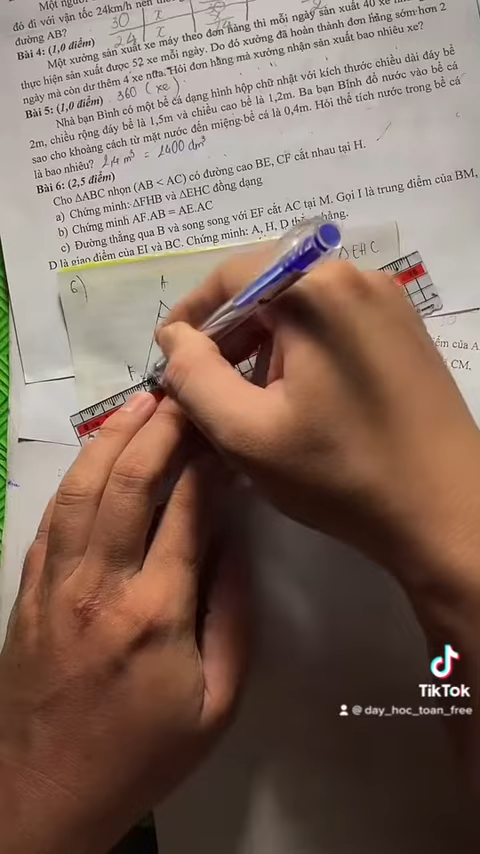 Một người
đó đi với vận tốc 24km/h nên
đường AB?
30 x
24 x
Bài 4: (1,0 điểm)
Một xưởng sản xuất xe máy theo đơn hàng thì mỗi ngày sản xuất 40 xe
thực hiện sản xuất được 52 xe mỗi ngày. Do đó xưởng đã hoàn thành đơn hàng sớm hơn 2
ngày mà còn dư thêm 4 xe nữa. Hỏi đơn hàng mà xưởng nhận sản xuất bao nhiêu xe?
Bài 5: (1,0 điểm) 360 (xe)
Nhà bạn Bình có một bể cá dạng hình hộp chữ nhật với kích thước chiều dài đáy bể
2m, chiều rộng đáy bể là 1,5m và chiều cao bể là 1,2m. Ba bạn Bình đổ nước vào bể cá
sao cho khoảng cách từ mặt nước đến miệng bể cá là 0,4m. Hỏi thể tích nước trong bể cá
là bao nhiêu? 2,4 m³ = 2400 dm³
Bài 6: (2,5 điểm)
Cho ΔABC nhọn (AB < AC) có đường cao BE, CF cắt nhau tại H.
a) Chứng minh: ΔFHB và ΔEHC đồng dạng
b) Chứng minh AF.AB = AE.AC
c) Đường thẳng qua B và song song với EF cắt AC tại M. Gọi I là trung điểm của BM,
D là giao điểm của EI và BC. Chứng minh: A, H, D thẳng hàng.
6) A
ΔEHC
F
điểm của A
CM.
TikTok
@day_hoc_toan_free